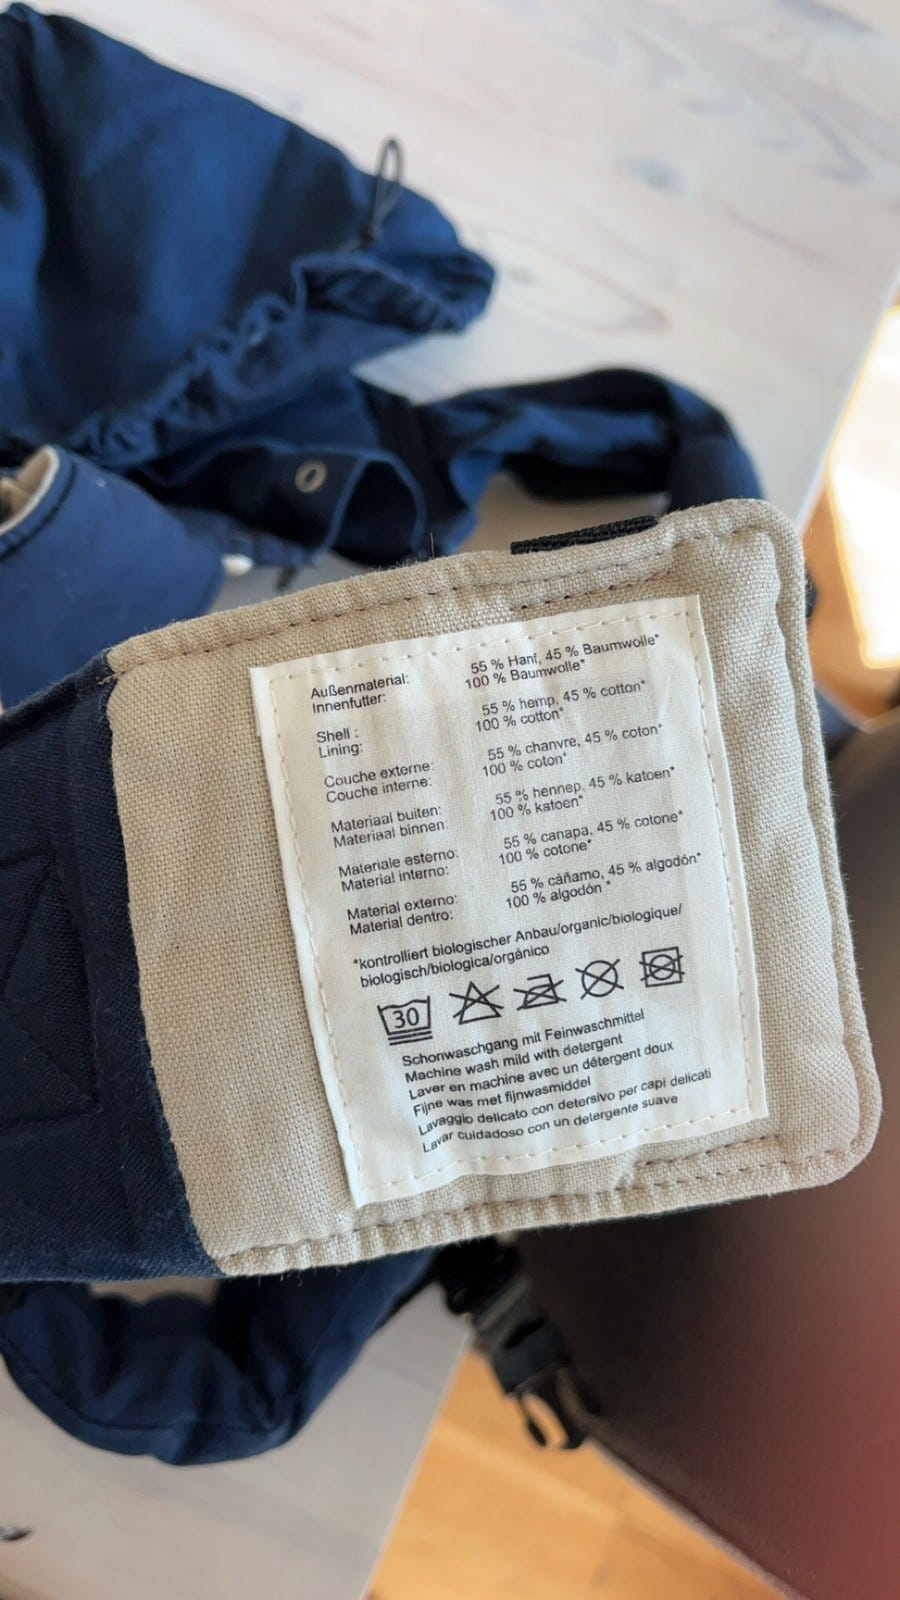 Außenmaterial: 55 % Hanf, 45 % Baumwolle*
Innenfutter: 100 % Baumwolle*
Shell : 55 % hemp, 45 % cotton*
Lining: 100 % cotton*
Couche externe: 55 % chanvre, 45 % coton*
Couche interne: 100 % coton*
Materiaal buiten: 55 % hennep, 45 % katoen*
Materiaal binnen: 100 % katoen*
Materiale esterno: 55 % canapa, 45 % cotone*
Material interno: 100 % cotone*
Material externo: 55 % cáñamo, 45 % algodón*
Material dentro: 100 % algodón *
*kontrolliert biologischer Anbau/organic/biologique/
biologisch/biologica/orgánico
30
Schonwaschgang mit Feinwaschmittel
Machine wash mild with detergent
Laver en machine avec un détergent doux
Fijne was met fijnwasmiddel
Lavaggio delicato con detersivo per capi delicati
Lavar cuidadoso con un detergente suave